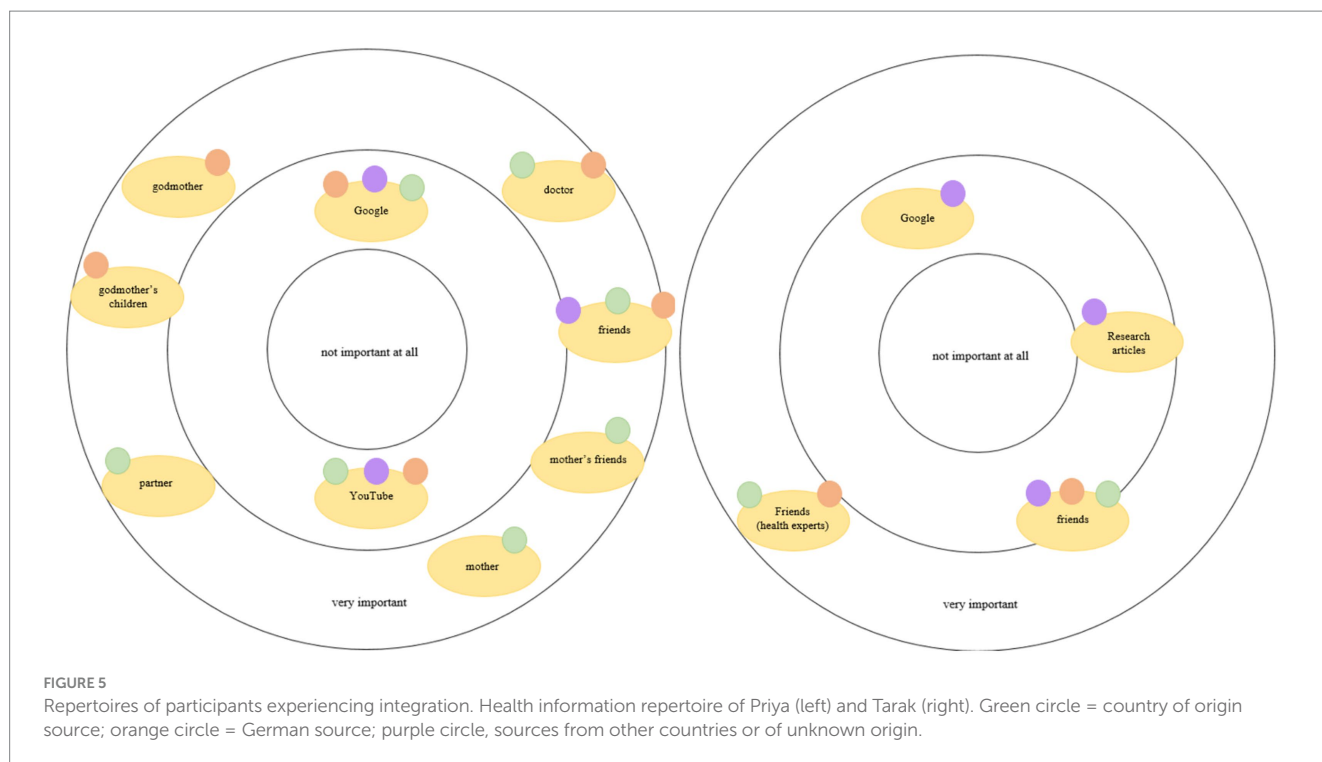 godmother
Google
doctor
godmother's
children
friends
not important at all
partner
YouTube
mother's friends
mother
very important
Google
Research
articles
not important at all
Friends
(health experts)
friends
very important
FIGURE 5
Repertoires of participants experiencing integration. Health information repertoire of Priya (left) and Tarak (right). Green circle = country of origin
source; orange circle = German source; purple circle, sources from other countries or of unknown origin.